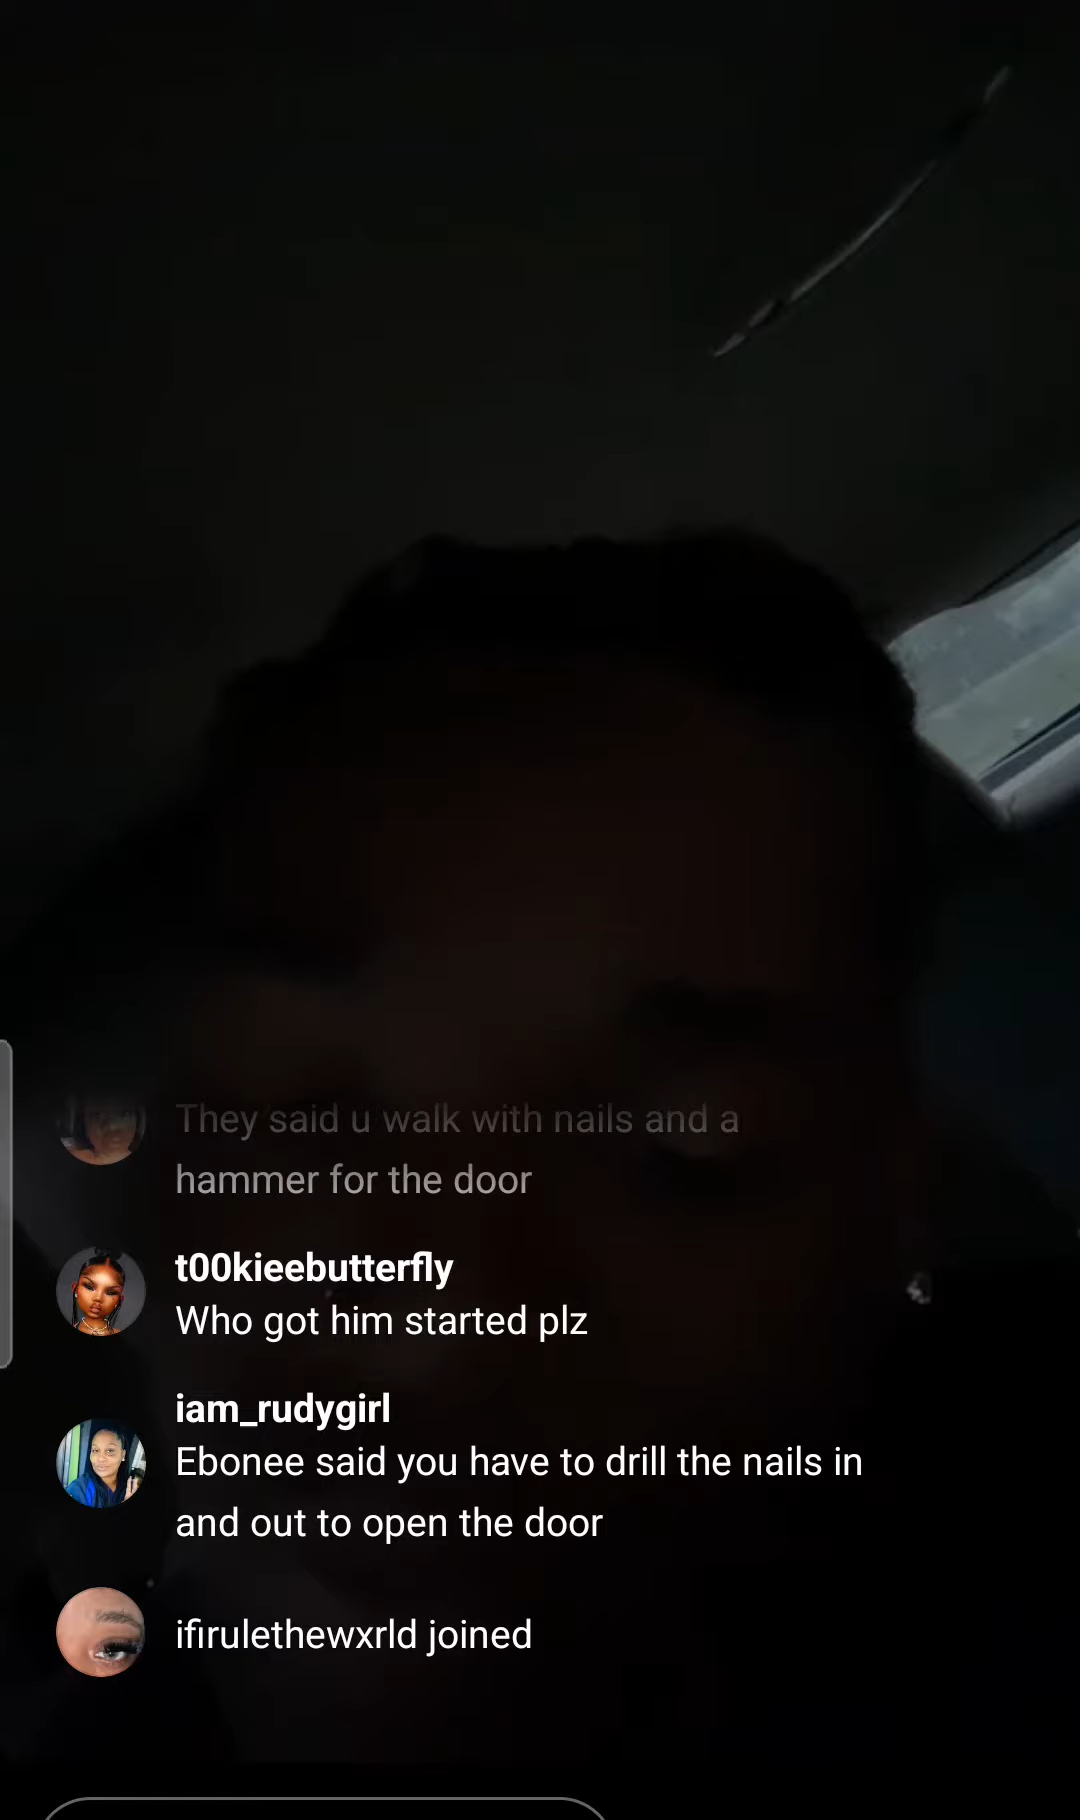 They said u walk with nails and a
hammer for the door
t00kieebutterfly
Who got him started plz
iam_rudygirl
Ebonee said you have to drill the nails in
and out to open the door
ifirulethewxrld joined